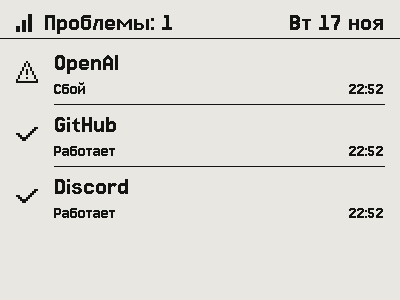 Проблемы: 1 Вт 17 ноя
OpenAI
Сбой 22:52
GitHub
Работает 22:52
Discord
Работает 22:52